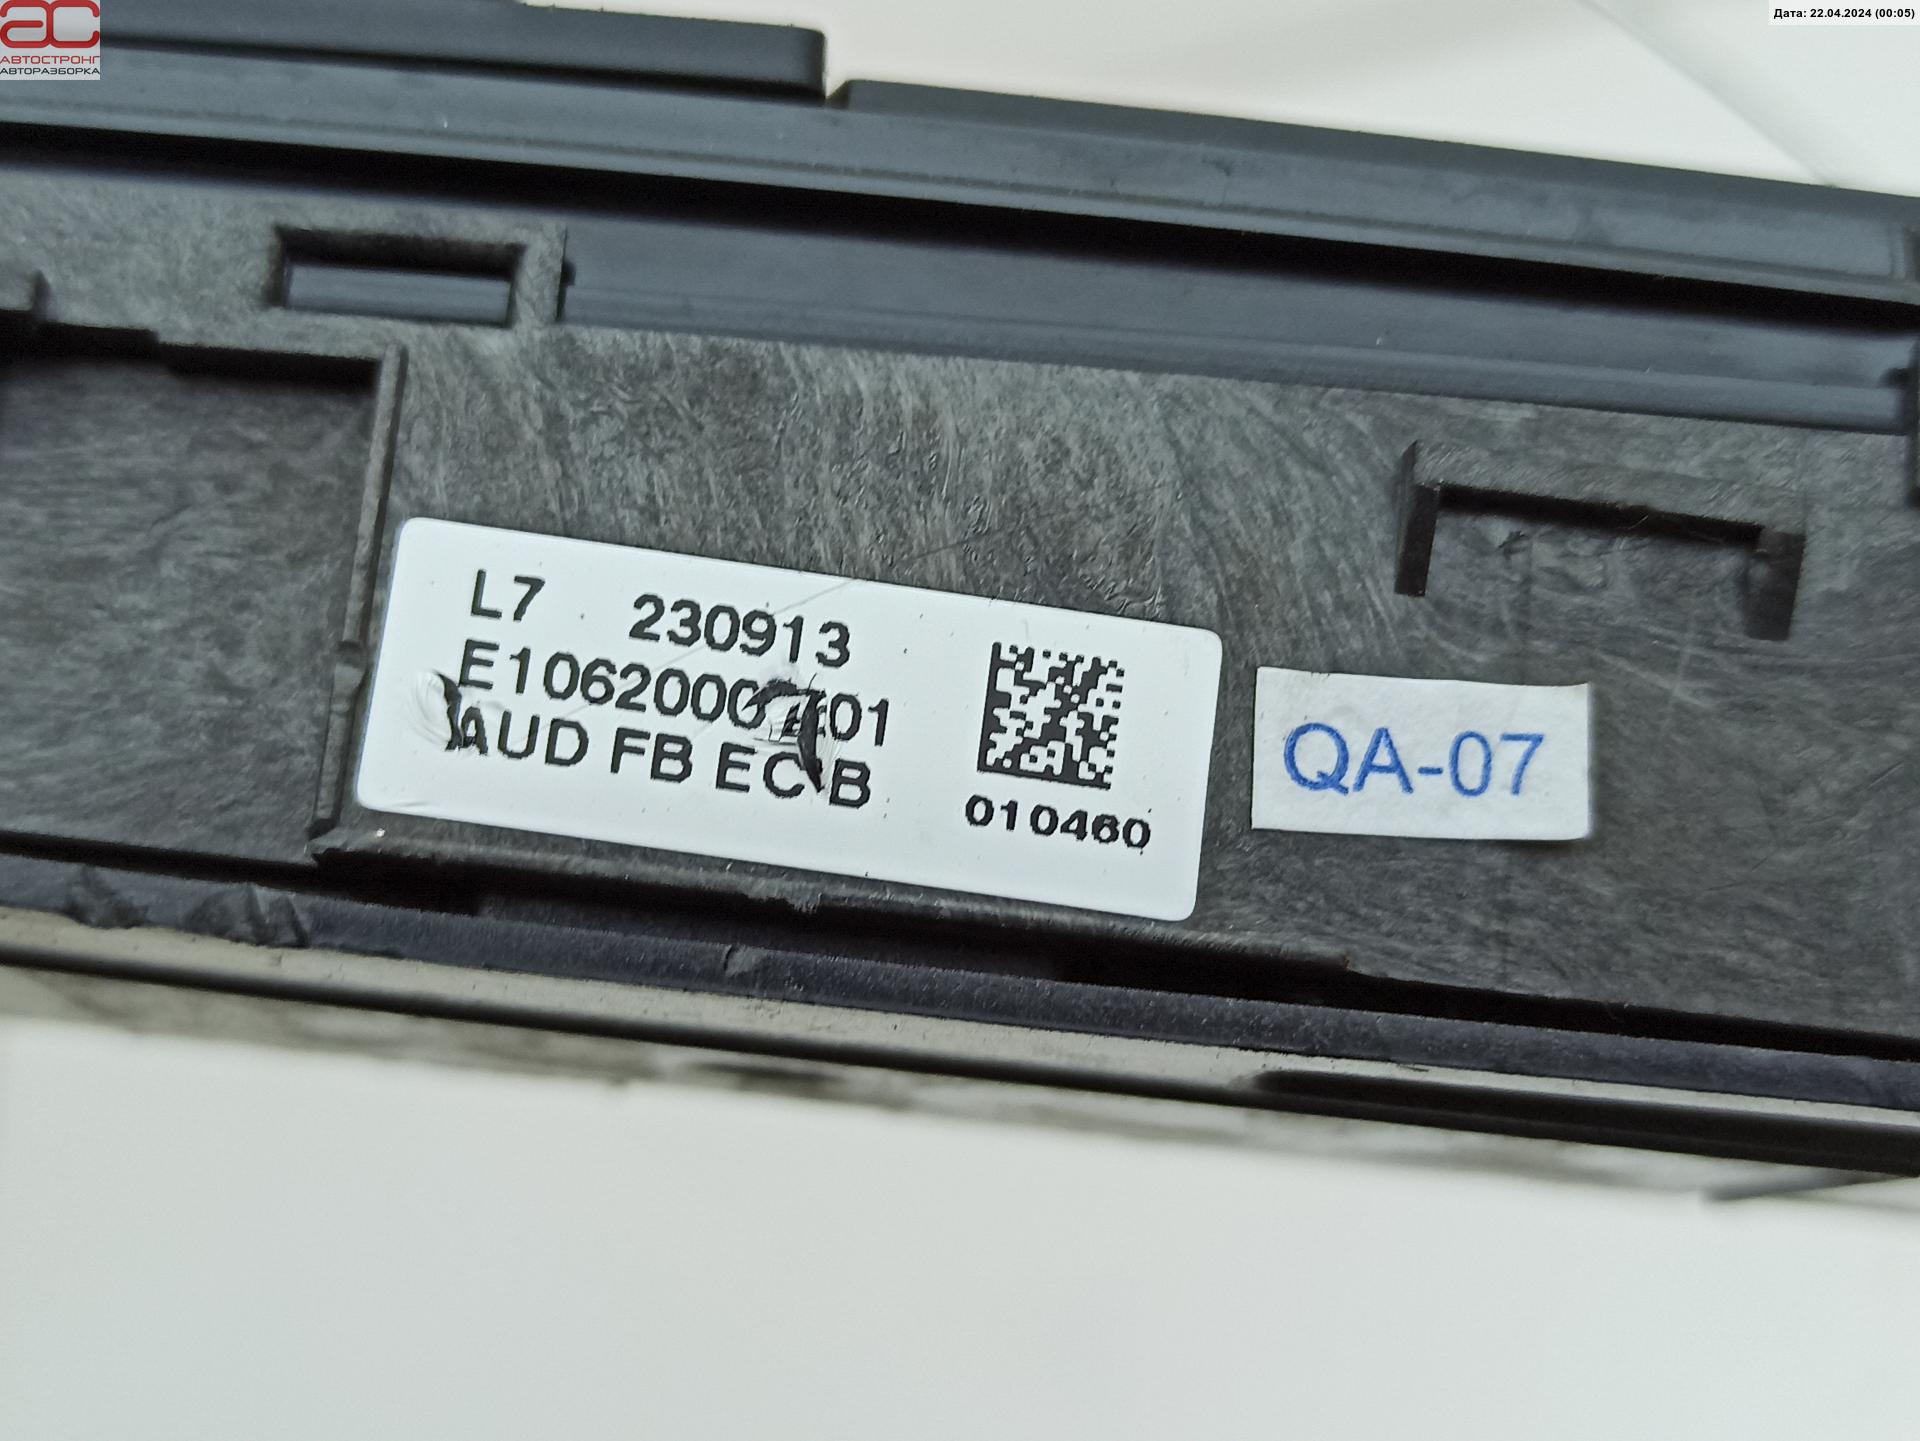 ac
АВТОСТРОНГ
АВТОРАЗБОРКА
Дата: 22.04.2024 (00:05)
L7 230913
AUD FB EC B
010460
QA-07